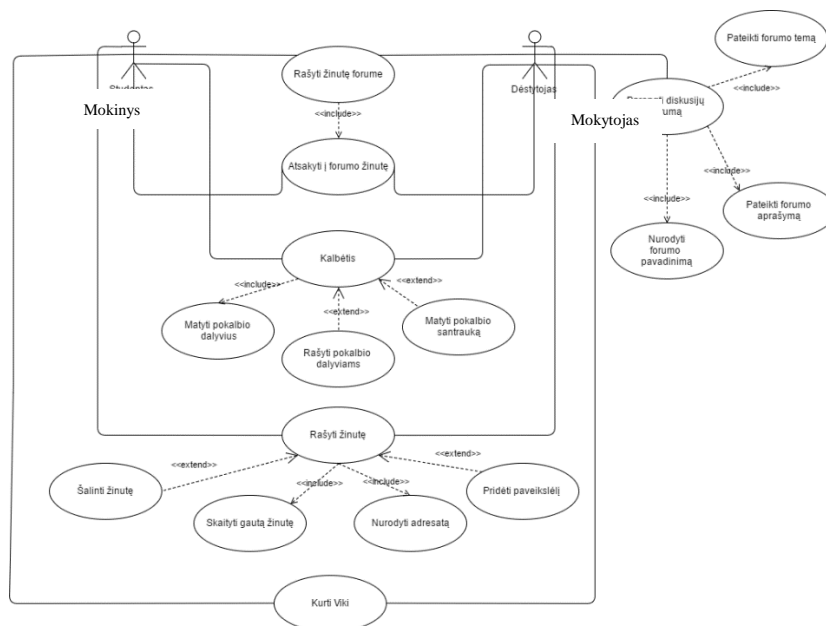 Pateikti forumo temą
Rašyti žinutę forume
Dėstytojas
diskusijų
<<include>>
Mokinys
<<include>>
Mokytojas
Atsakyti į forumo žinutę
<<include>>
<<include>>
Pateikti forumo
aprašymą
Nurodyti
forumo
pavadinimą
Kalbėtis
<<include>>
<<extend>>
<<extend>>
Matyti pokalbio
dalyvius
Matyti pokalbio
santrauką
Rašyti pokalbio
dalyviams
Rašyti žinutę
<<extend>>
<<extend>>
<<include>>
<<include>>
Šalinti žinutę
Pridėti paveikslėlį
Skaityti gautą žinutę
Nurodyti adresatą
Kurti Viki